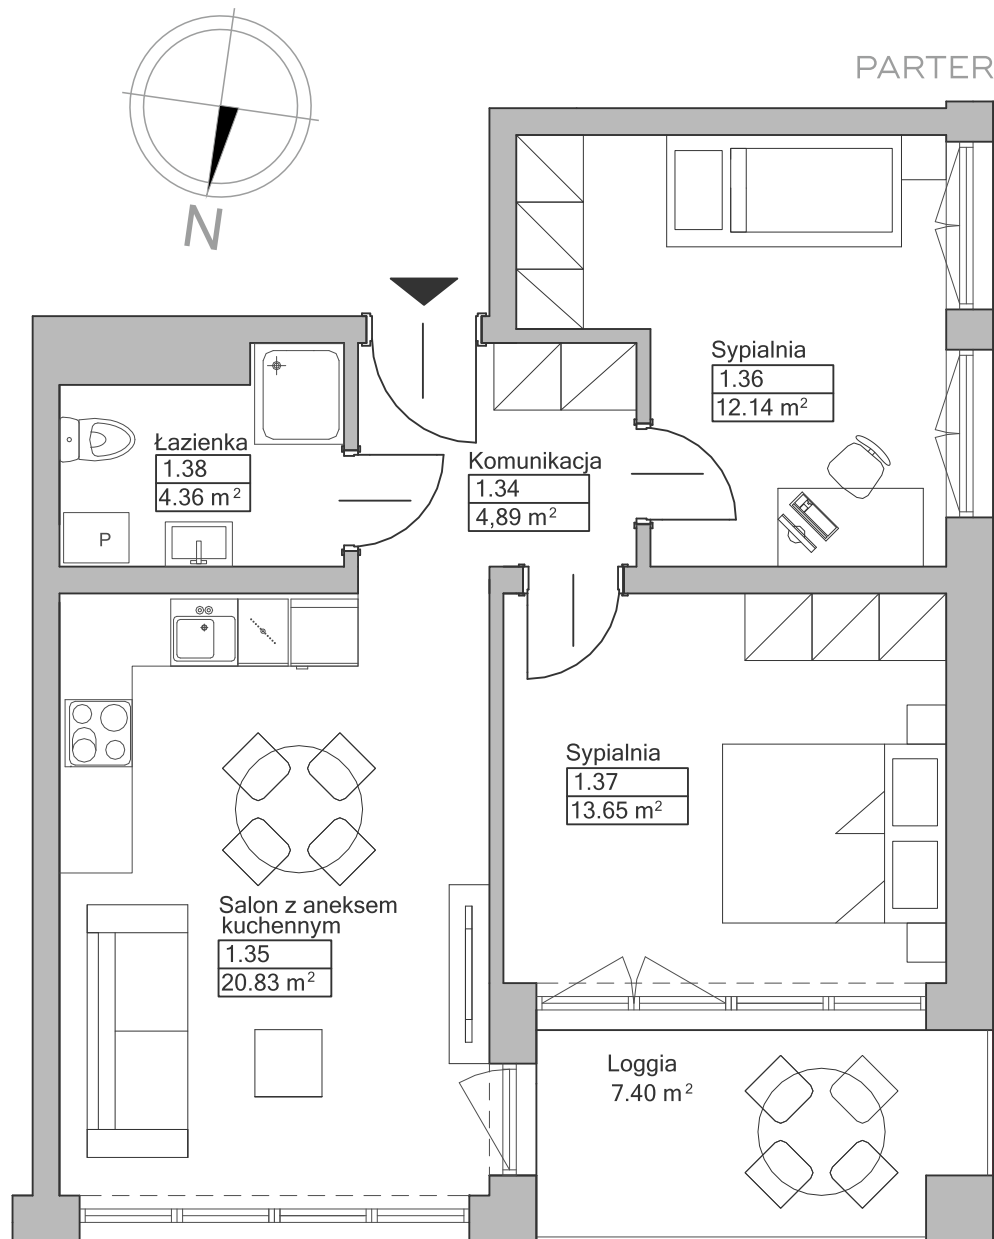 PARTER
N
Sypialnia
1.36
12.14 m²
Łazienka
1.38
4.36 m²
Komunikacja
1.34
4,89 m²
P
Sypialnia
1.37
13.65 m²
Salon z aneksem
kuchennym
1.35
20.83 m²
Loggia
7.40 m²